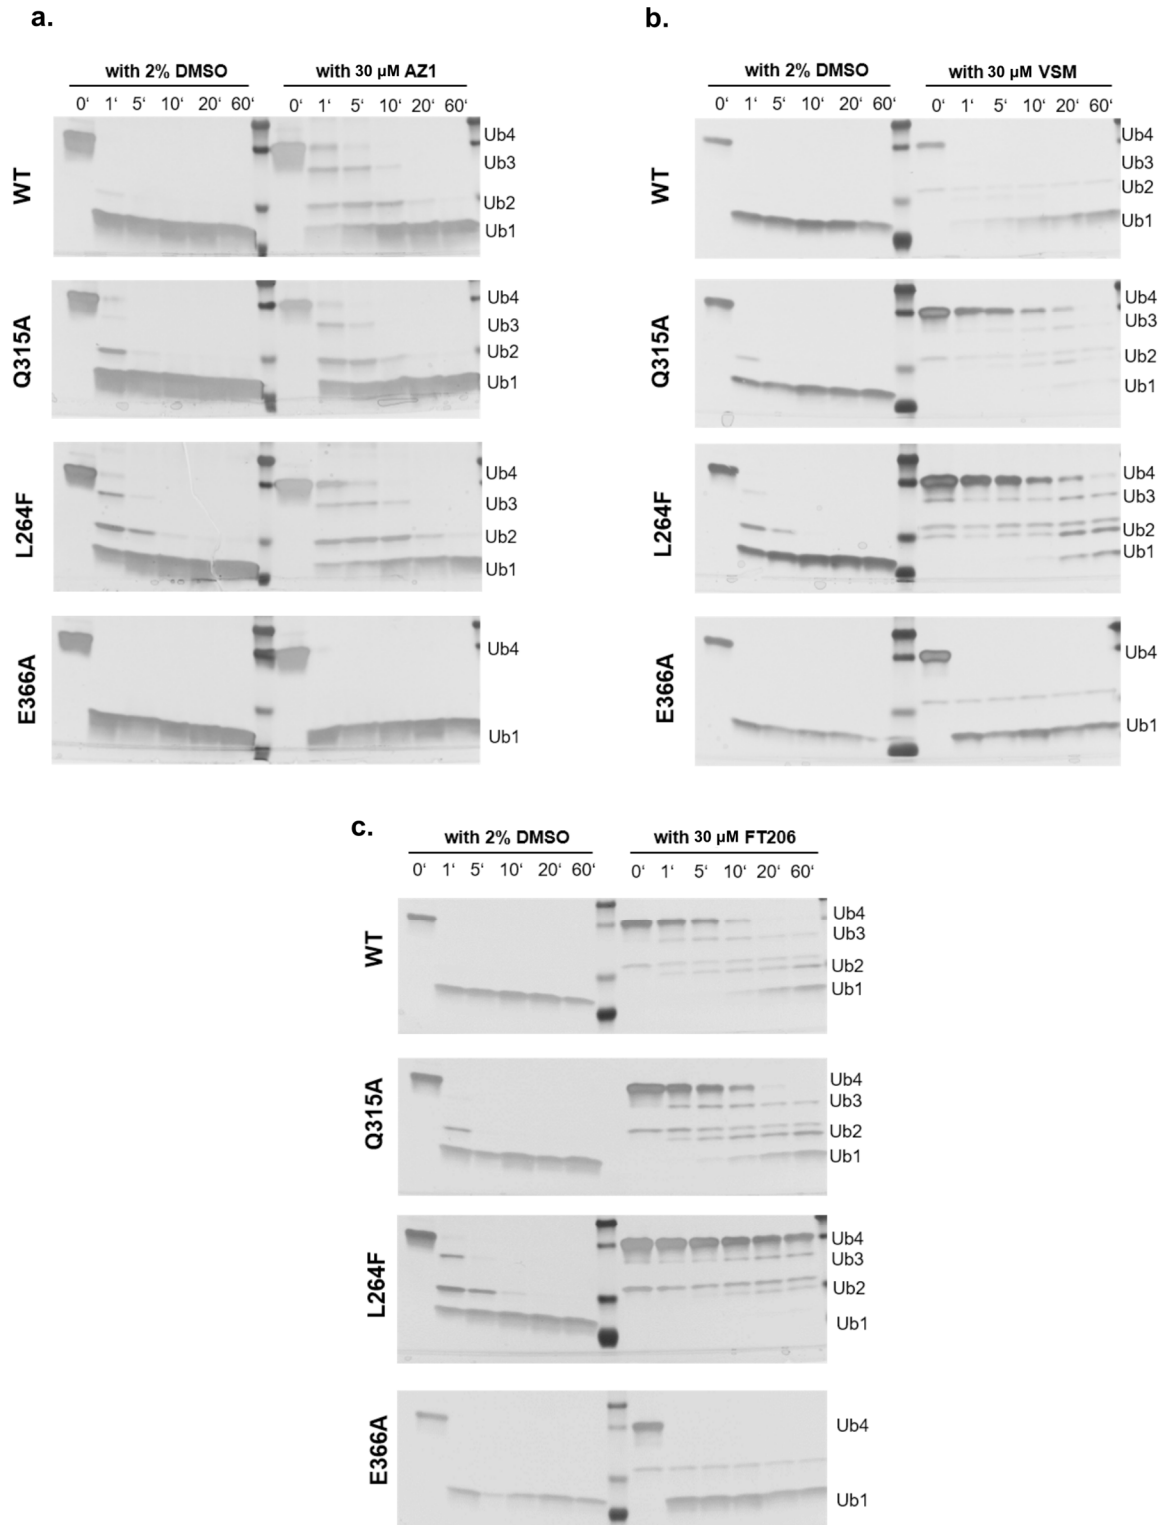 a.
with 2% DMSO
with 30 µM AZ1
0‘ 1‘ 5‘ 10‘ 20‘ 60‘
0‘ 1‘ 5‘ 10‘ 20‘ 60‘
WT
Ub4
Ub3
Ub2
Ub1
Q315A
Ub4
Ub3
Ub2
Ub1
L264F
Ub4
Ub3
Ub2
Ub1
E366A
Ub4
Ub1
b.
with 2% DMSO
with 30 µM VSM
0‘ 1‘ 5‘ 10‘ 20‘ 60‘
0‘ 1‘ 5‘ 10‘ 20‘ 60‘
WT
Ub4
Ub3
Ub2
Ub1
Q315A
Ub4
Ub3
Ub2
Ub1
L264F
Ub4
Ub3
Ub2
Ub1
E366A
Ub4
Ub1
c.
with 2% DMSO
with 30 µM FT206
0‘ 1‘ 5‘ 10‘ 20‘ 60‘
0‘ 1‘ 5‘ 10‘ 20‘ 60‘
WT
Ub4
Ub3
Ub2
Ub1
Q315A
Ub4
Ub3
Ub2
Ub1
L264F
Ub4
Ub3
Ub2
Ub1
E366A
Ub4
Ub1